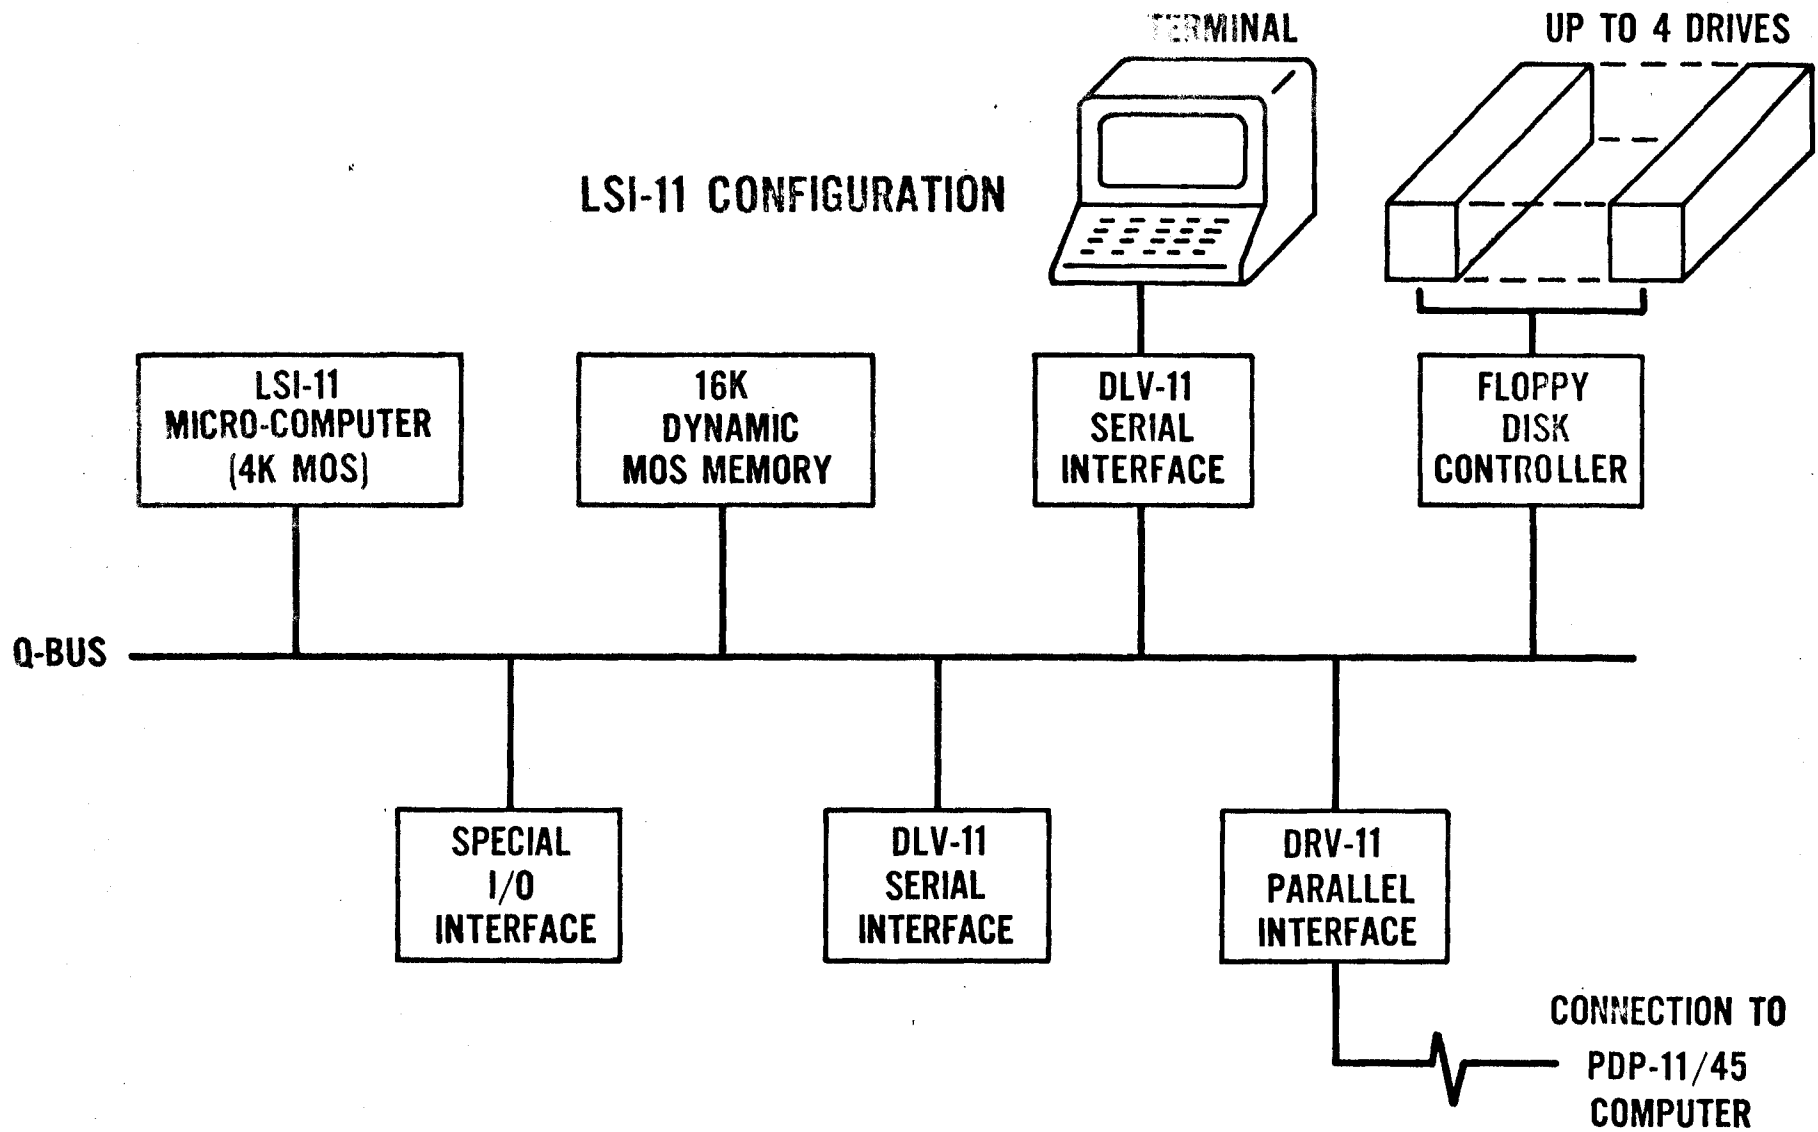 TERMINAL
UP TO 4 DRIVES
LSI-11 CONFIGURATION
LSI-11
MICRO-COMPUTER
(4K MOS)
16K
DYNAMIC
MOS MEMORY
DLV-11
SERIAL
INTERFACE
FLOPPY
DISK
CONTROLLER
Q-BUS
SPECIAL
I/O
INTERFACE
DLV-11
SERIAL
INTERFACE
DRV-11
PARALLEL
INTERFACE
CONNECTION TO
PDP-11/45
COMPUTER